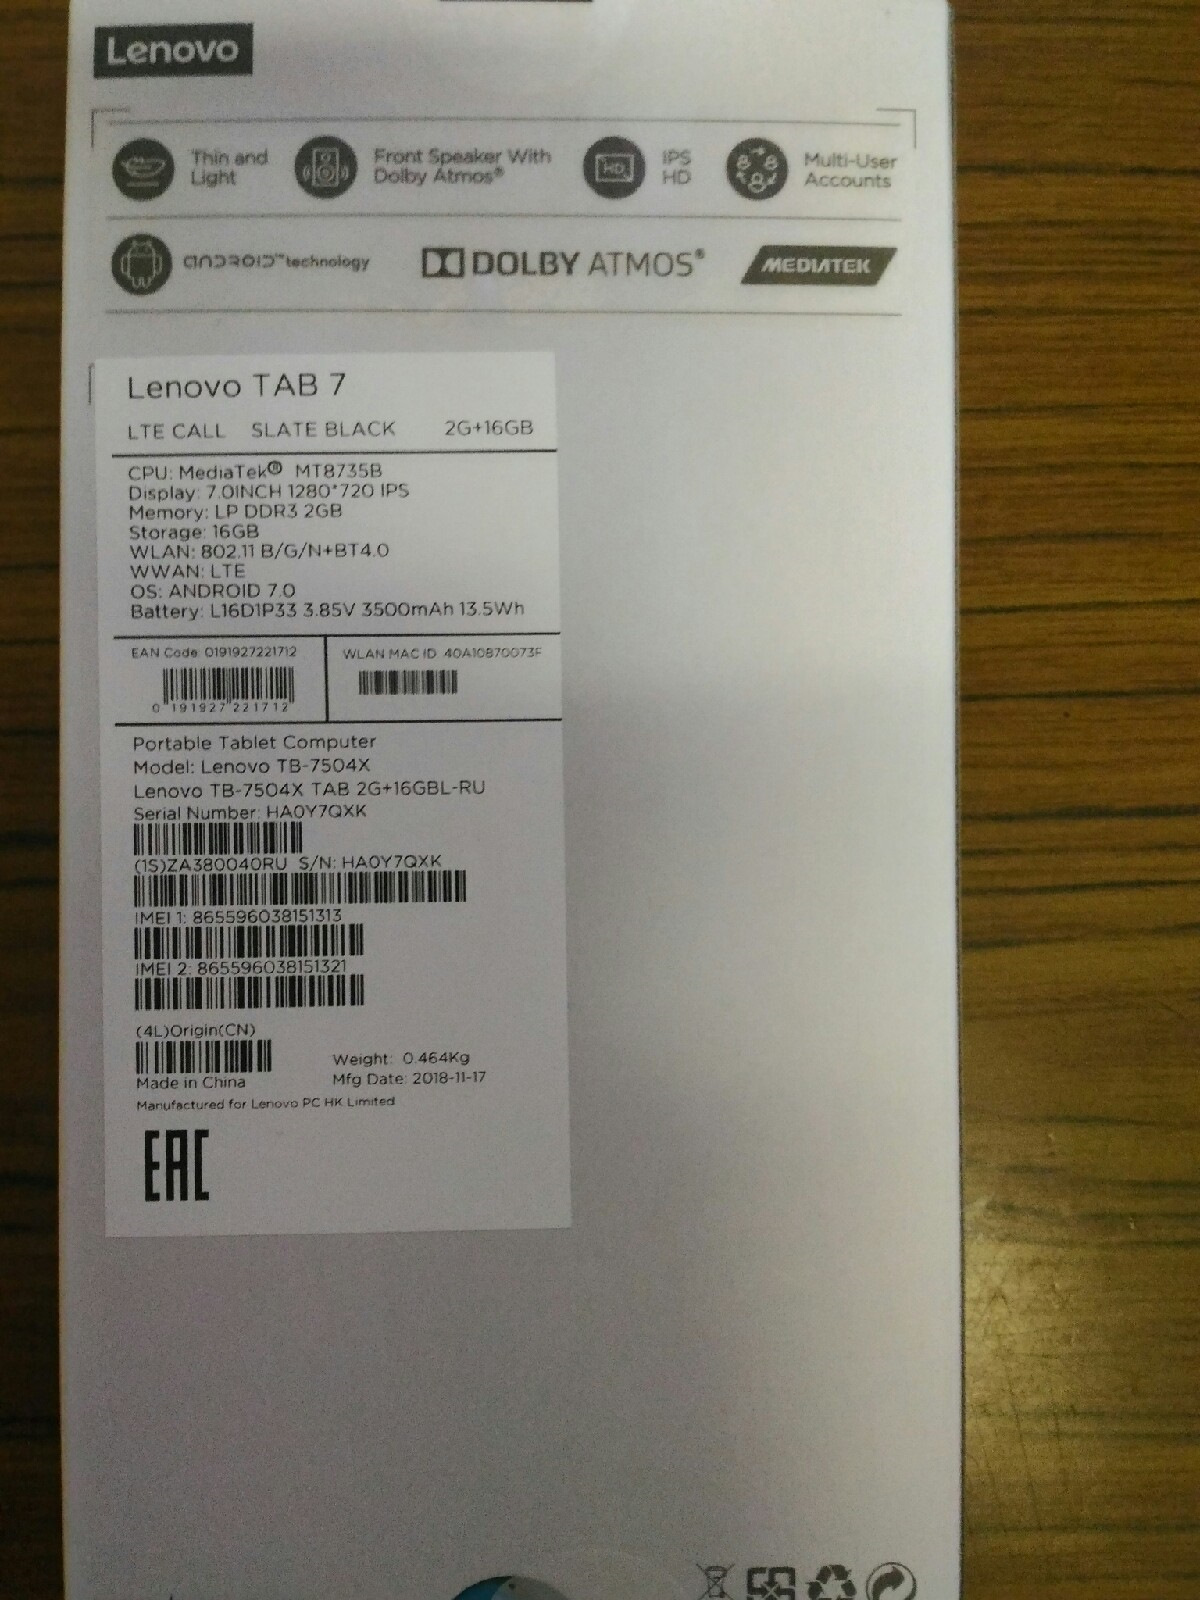 Lenovo
Thin and
Light
Front Speaker With
Dolby Atmos®
HD
IPS
HD
Multi-User
Accounts
ANDROID™ technology
DOLBY ATMOS®
MEDIATEK
Lenovo TAB 7
LTE CALL SLATE BLACK 2G+16GB
CPU: MediaTek® MT8735B
Display: 7.0INCH 1280*720 IPS
Memory: LP DDR3 2GB
Storage: 16GB
WLAN: 802.11 B/G/N+BT4.0
WWAN: LTE
OS: ANDROID 7.0
Battery: L16D1P33 3.85V 3500mAh 13.5Wh
EAN Code 0191927221712
0 191927 221712
WLAN MAC ID 40A10870073F
Portable Tablet Computer
Model: Lenovo TB-7504X
Lenovo TB-7504X TAB 2G+16GBL-RU
Serial Number: HA0Y7QXK
(1S)ZA380040RU S/N: HA0Y7QXK
IMEI 1: 865596038151313
IMEI 2: 865596038151321
(4L)Origin(CN)
Made in China
Weight: 0.464Kg
Mfg Date: 2018-11-17
Manufactured for Lenovo PC HK Limited
EAC